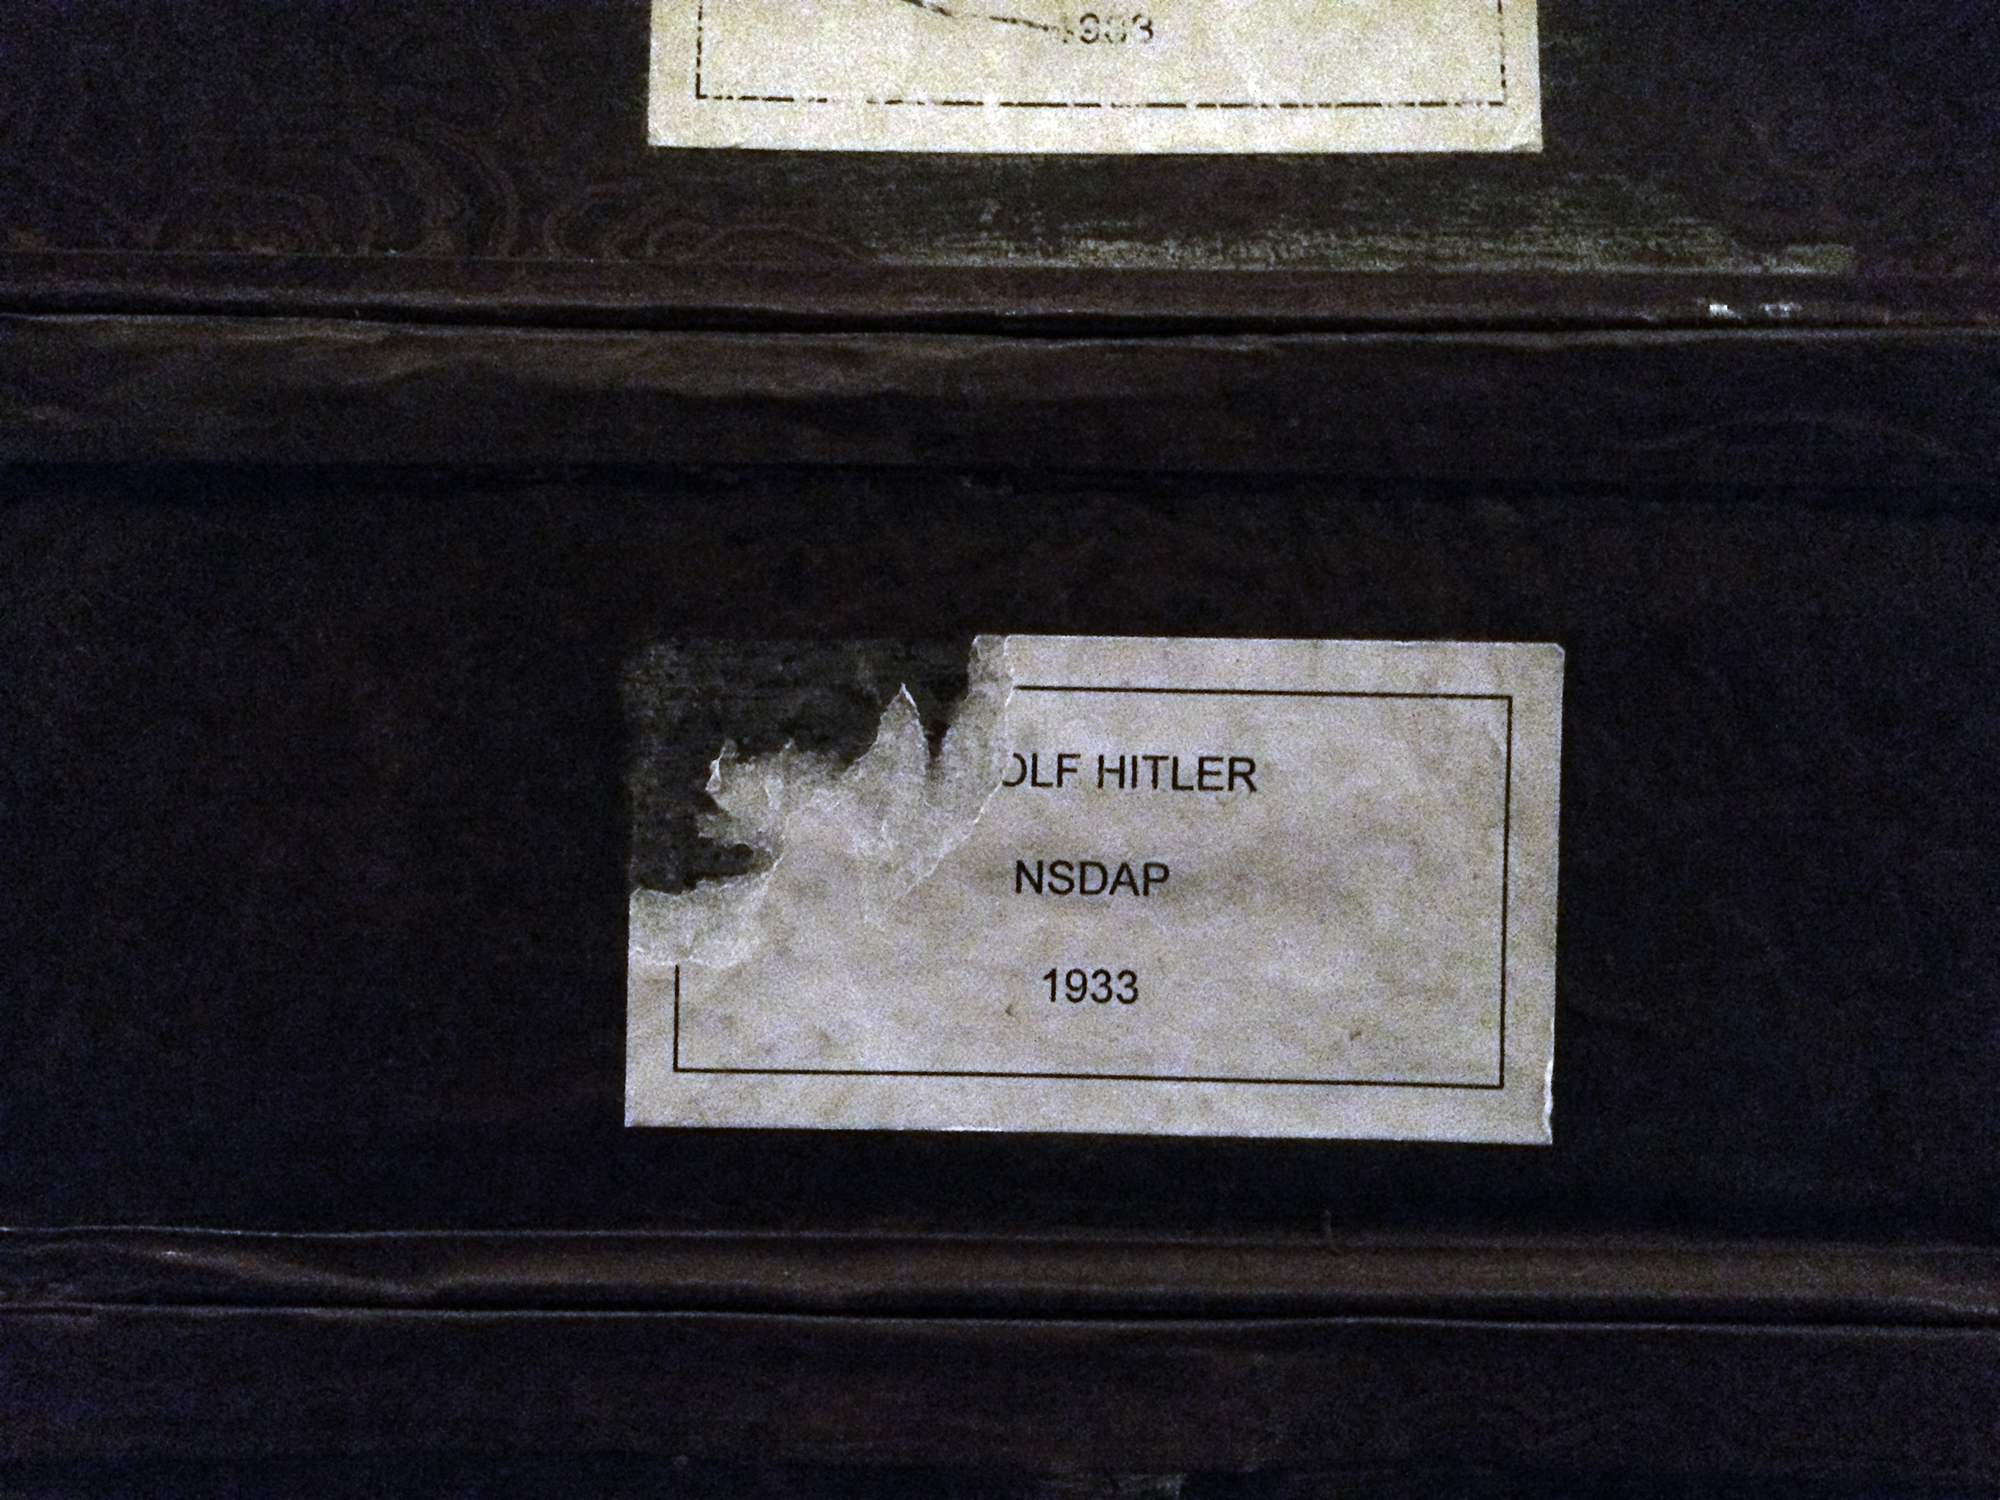 OLF HITLER
NSDAP
1933